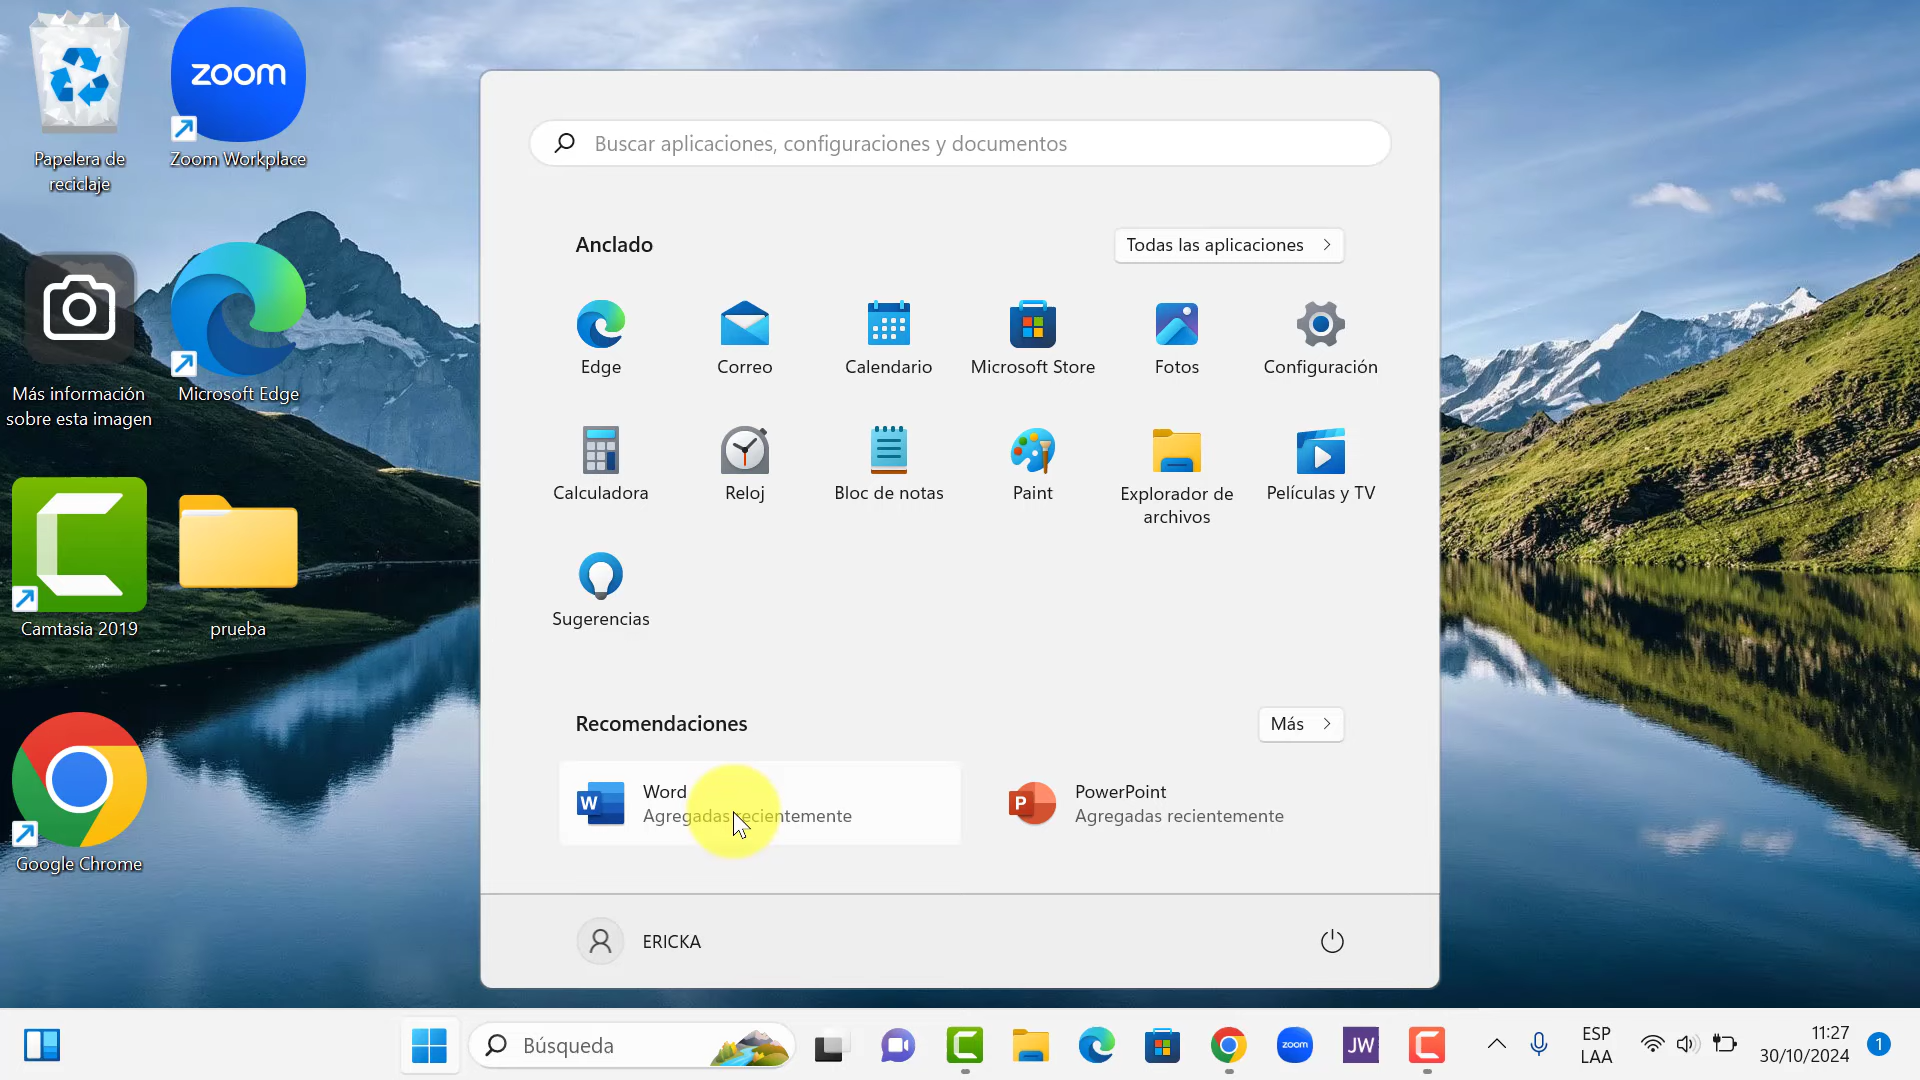 zoom
Papelera de
reciclaje
Zoom Workplace
Más información
sobre esta imagen
Microsoft Edge
Camtasia 2019
prueba
Google Chrome
Buscar aplicaciones, configuraciones y documentos
Anclado
Todas las aplicaciones
Edge
Correo
Calendario
Microsoft Store
Fotos
Configuración
Calculadora
Reloj
Bloc de notas
Paint
Explorador de
archivos
Películas y TV
Sugerencias
Recomendaciones
Más
W
Word
Agregadas recientemente
P
PowerPoint
Agregadas recientemente
ERICKA
Búsqueda
zoom
JW
ESP
LAA
11:27
30/10/2024
1